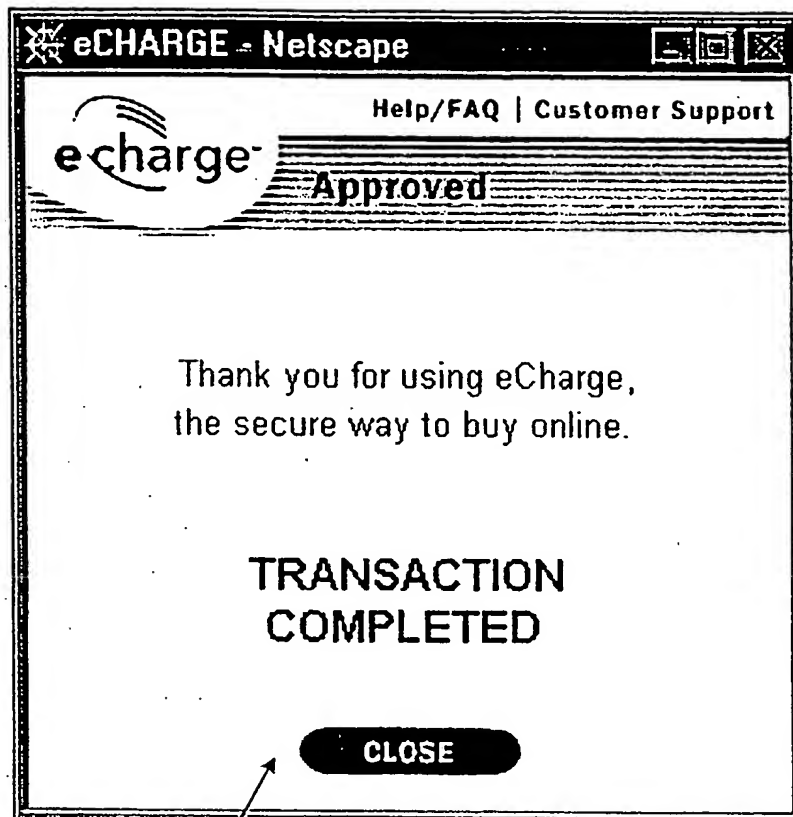 eCHARGE - Netscape
Help/FAQ | Customer Support
echarge
Approved
Thank you for using eCharge,
the secure way to buy online.
TRANSACTION
COMPLETED
CLOSE